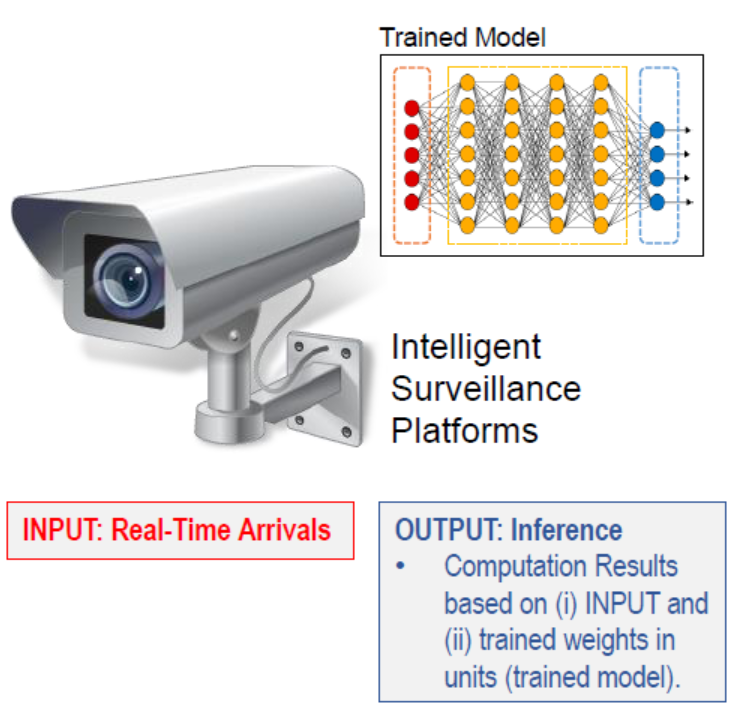 Trained Model
Intelligent
Surveillance
Platforms
INPUT: Real-Time Arrivals
OUTPUT: Inference
• Computation Results
based on (i) INPUT and
(ii) trained weights in
units (trained model).